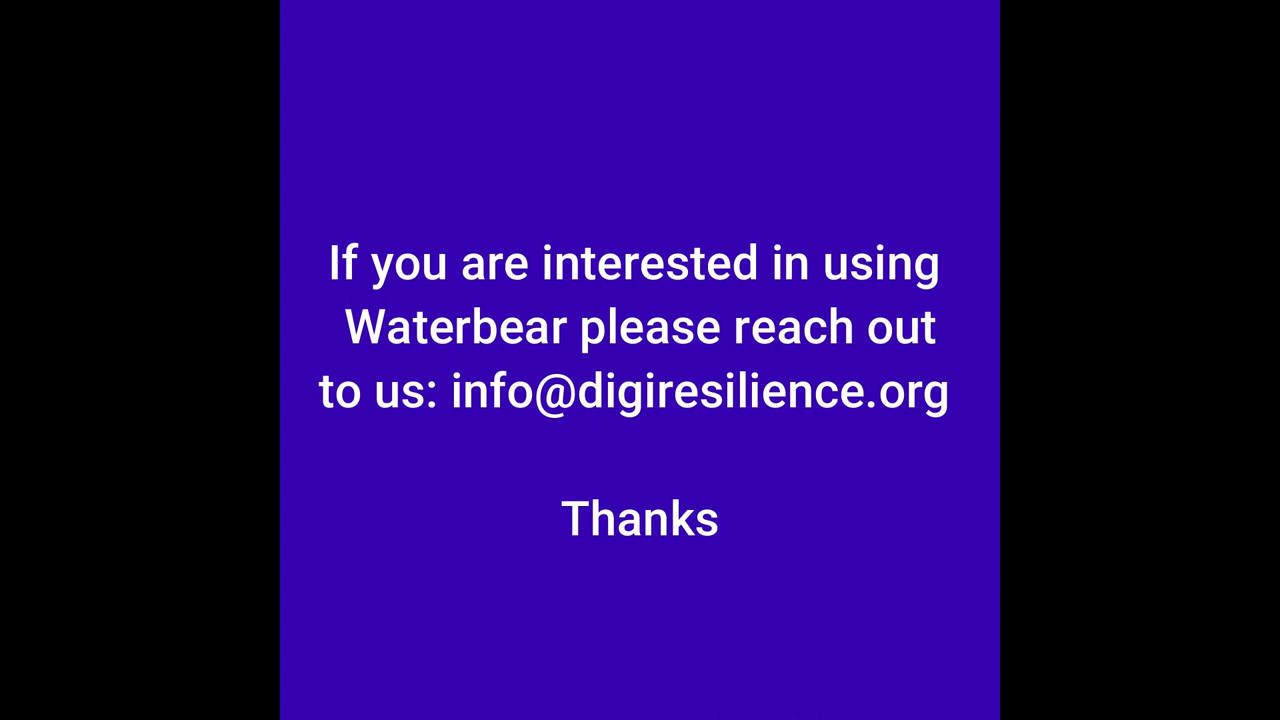 If you are interested in using
Waterbear please reach out
to us: info@digiresilience.org
Thanks